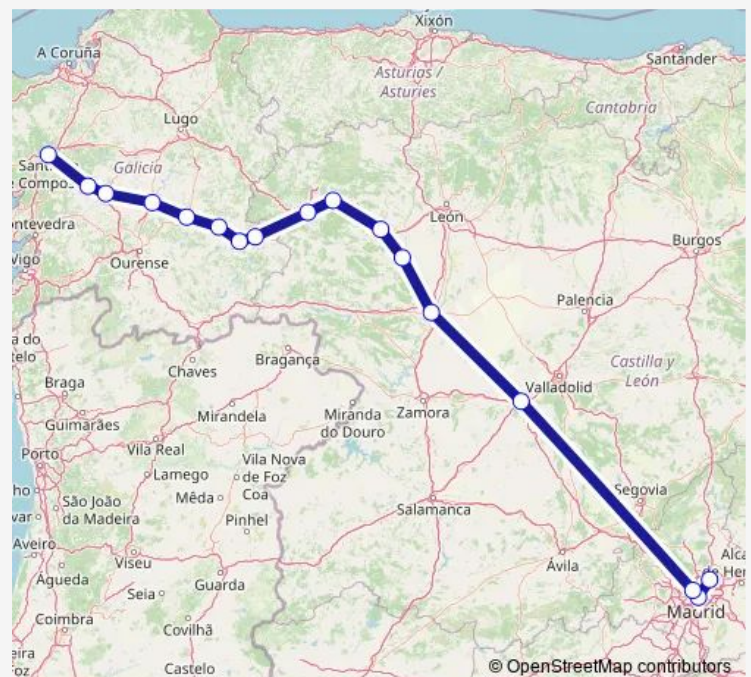 Xixón
A Coruña
Santander
Asturias /
Asturies
Cantabria
Lugo
Galicia
León
Burgos
Vigo
Ourense
Palencia
Castilla y
León
Chaves
Bragança
Valladolid
Braga
Mirandela
Miranda
do Douro
Zamora
Guimarães
Porto
Vila Real
Lamego
Vila Nova
de Foz
Coa
Mêda
São João
da Madeira
Pinhel
Segovia
Salamanca
Aveiro
Viseu
Ávila
Águeda
Seia
Guarda
Madrid
Coimbra
Covilhã
Castelo
© OpenStreetMap contributors